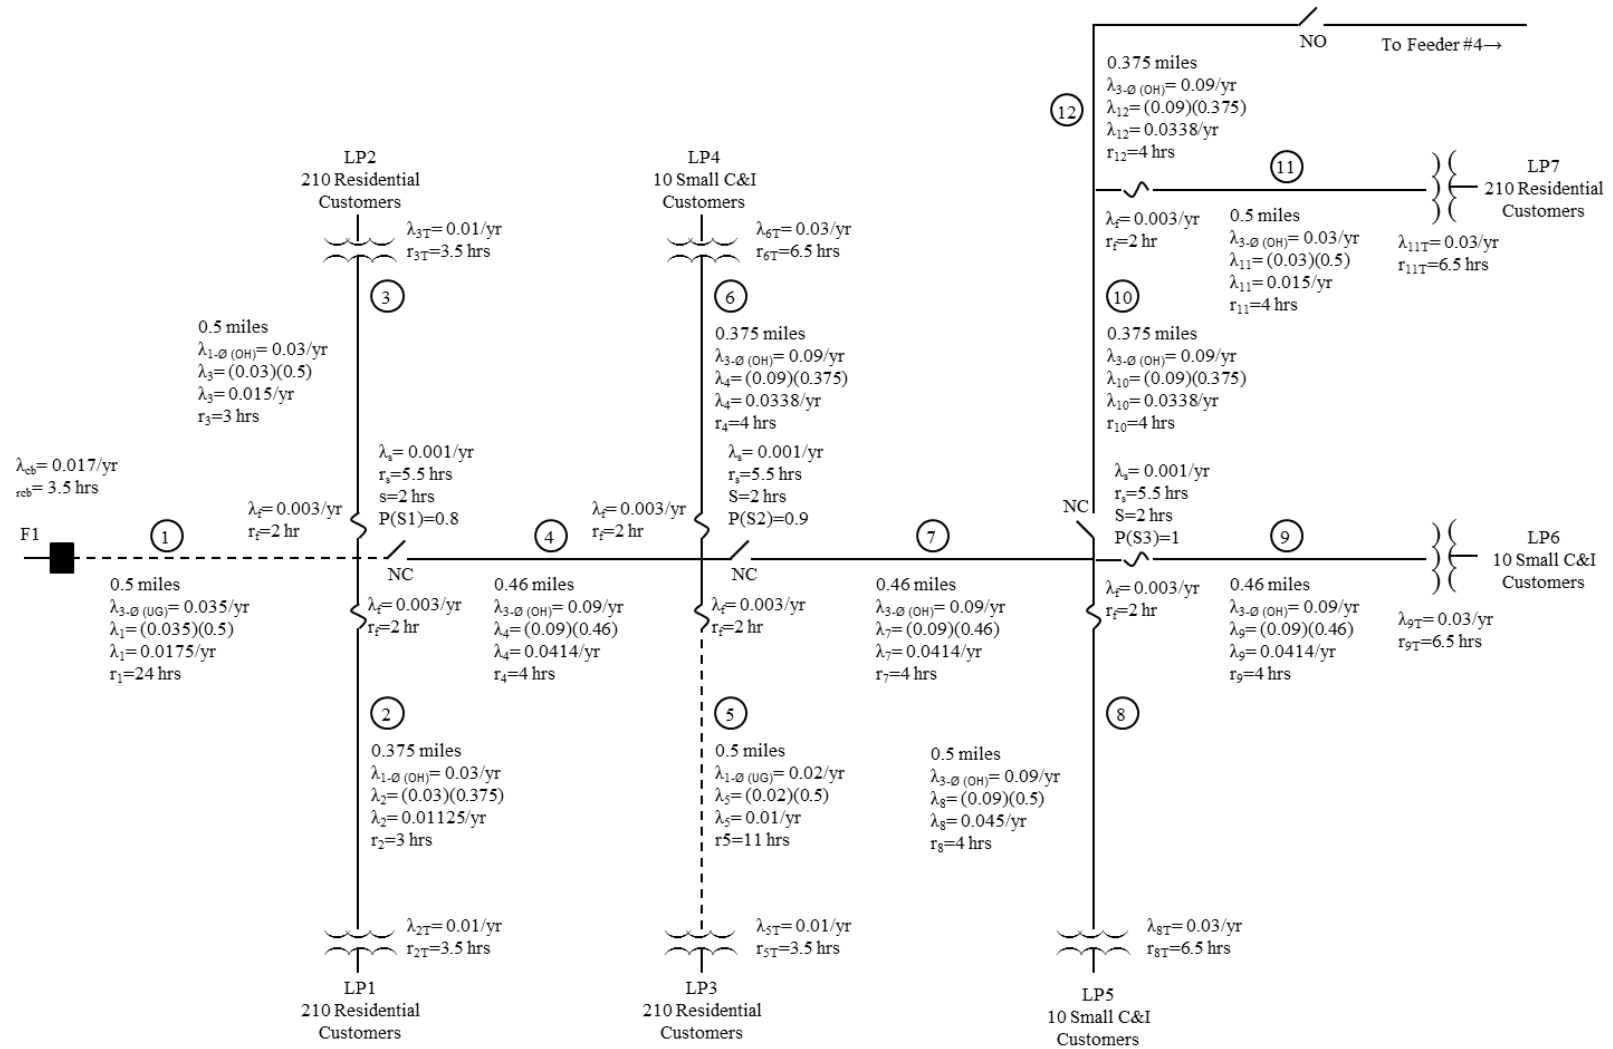 NO
To Feeder #4→
0.375 miles
λ3-Ø (OH)= 0.09/yr
λ12= (0.09)(0.375)
λ12= 0.0338/yr
r12=4 hrs
12
LP2
210 Residential
Customers
λ3T= 0.01/yr
r3T=3.5 hrs
LP4
10 Small C&I
Customers
λ6T= 0.03/yr
r6T=6.5 hrs
11
LP7
210 Residential
Customers
λf= 0.003/yr
rf=2 hr
0.5 miles
λ3-Ø (OH)= 0.03/yr
λ11= (0.03)(0.5)
λ11= 0.015/yr
r11=4 hrs
λ11T= 0.03/yr
r11T=6.5 hrs
3
0.5 miles
λ1-Ø (OH)= 0.03/yr
λ3= (0.03)(0.5)
λ3= 0.015/yr
r3=3 hrs
6
0.375 miles
λ3-Ø (OH)= 0.09/yr
λ4= (0.09)(0.375)
λ4= 0.0338/yr
r4=4 hrs
10
0.375 miles
λ3-Ø (OH)= 0.09/yr
λ10= (0.09)(0.375)
λ10= 0.0338/yr
r10=4 hrs
λcb= 0.017/yr
rcb= 3.5 hrs
F1
1
λf= 0.003/yr
rf=2 hr
λs= 0.001/yr
rs=5.5 hrs
s=2 hrs
P(S1)=0.8
NC
4
λf= 0.003/yr
rf=2 hr
λs= 0.001/yr
rs=5.5 hrs
S=2 hrs
P(S2)=0.9
NC
7
NC
λs= 0.001/yr
rs=5.5 hrs
S=2 hrs
P(S3)=1
9
LP6
10 Small C&I
Customers
0.5 miles
λ3-Ø (UG)= 0.035/yr
λ1= (0.035)(0.5)
λ1= 0.0175/yr
r1=24 hrs
λf= 0.003/yr
rf=2 hr
0.46 miles
λ3-Ø (OH)= 0.09/yr
λ4= (0.09)(0.46)
λ4= 0.0414/yr
r4=4 hrs
λf= 0.003/yr
rf=2 hr
0.46 miles
λ3-Ø (OH)= 0.09/yr
λ7= (0.09)(0.46)
λ7= 0.0414/yr
r7=4 hrs
λf= 0.003/yr
rf=2 hr
0.46 miles
λ3-Ø (OH)= 0.09/yr
λ9= (0.09)(0.46)
λ9= 0.0414/yr
r9=4 hrs
λ9T= 0.03/yr
r9T=6.5 hrs
2
0.375 miles
λ1-Ø (OH)= 0.03/yr
λ2= (0.03)(0.375)
λ2= 0.01125/yr
r2=3 hrs
5
0.5 miles
λ1-Ø (UG)= 0.02/yr
λ5= (0.02)(0.5)
λ5= 0.01/yr
r5=11 hrs
8
0.5 miles
λ3-Ø (OH)= 0.09/yr
λ8= (0.09)(0.5)
λ8= 0.045/yr
r8=4 hrs
λ2T= 0.01/yr
r2T=3.5 hrs
LP1
210 Residential
Customers
λ5T= 0.01/yr
r5T=3.5 hrs
LP3
210 Residential
Customers
λ8T= 0.03/yr
r8T=6.5 hrs
LP5
10 Small C&I
Customers